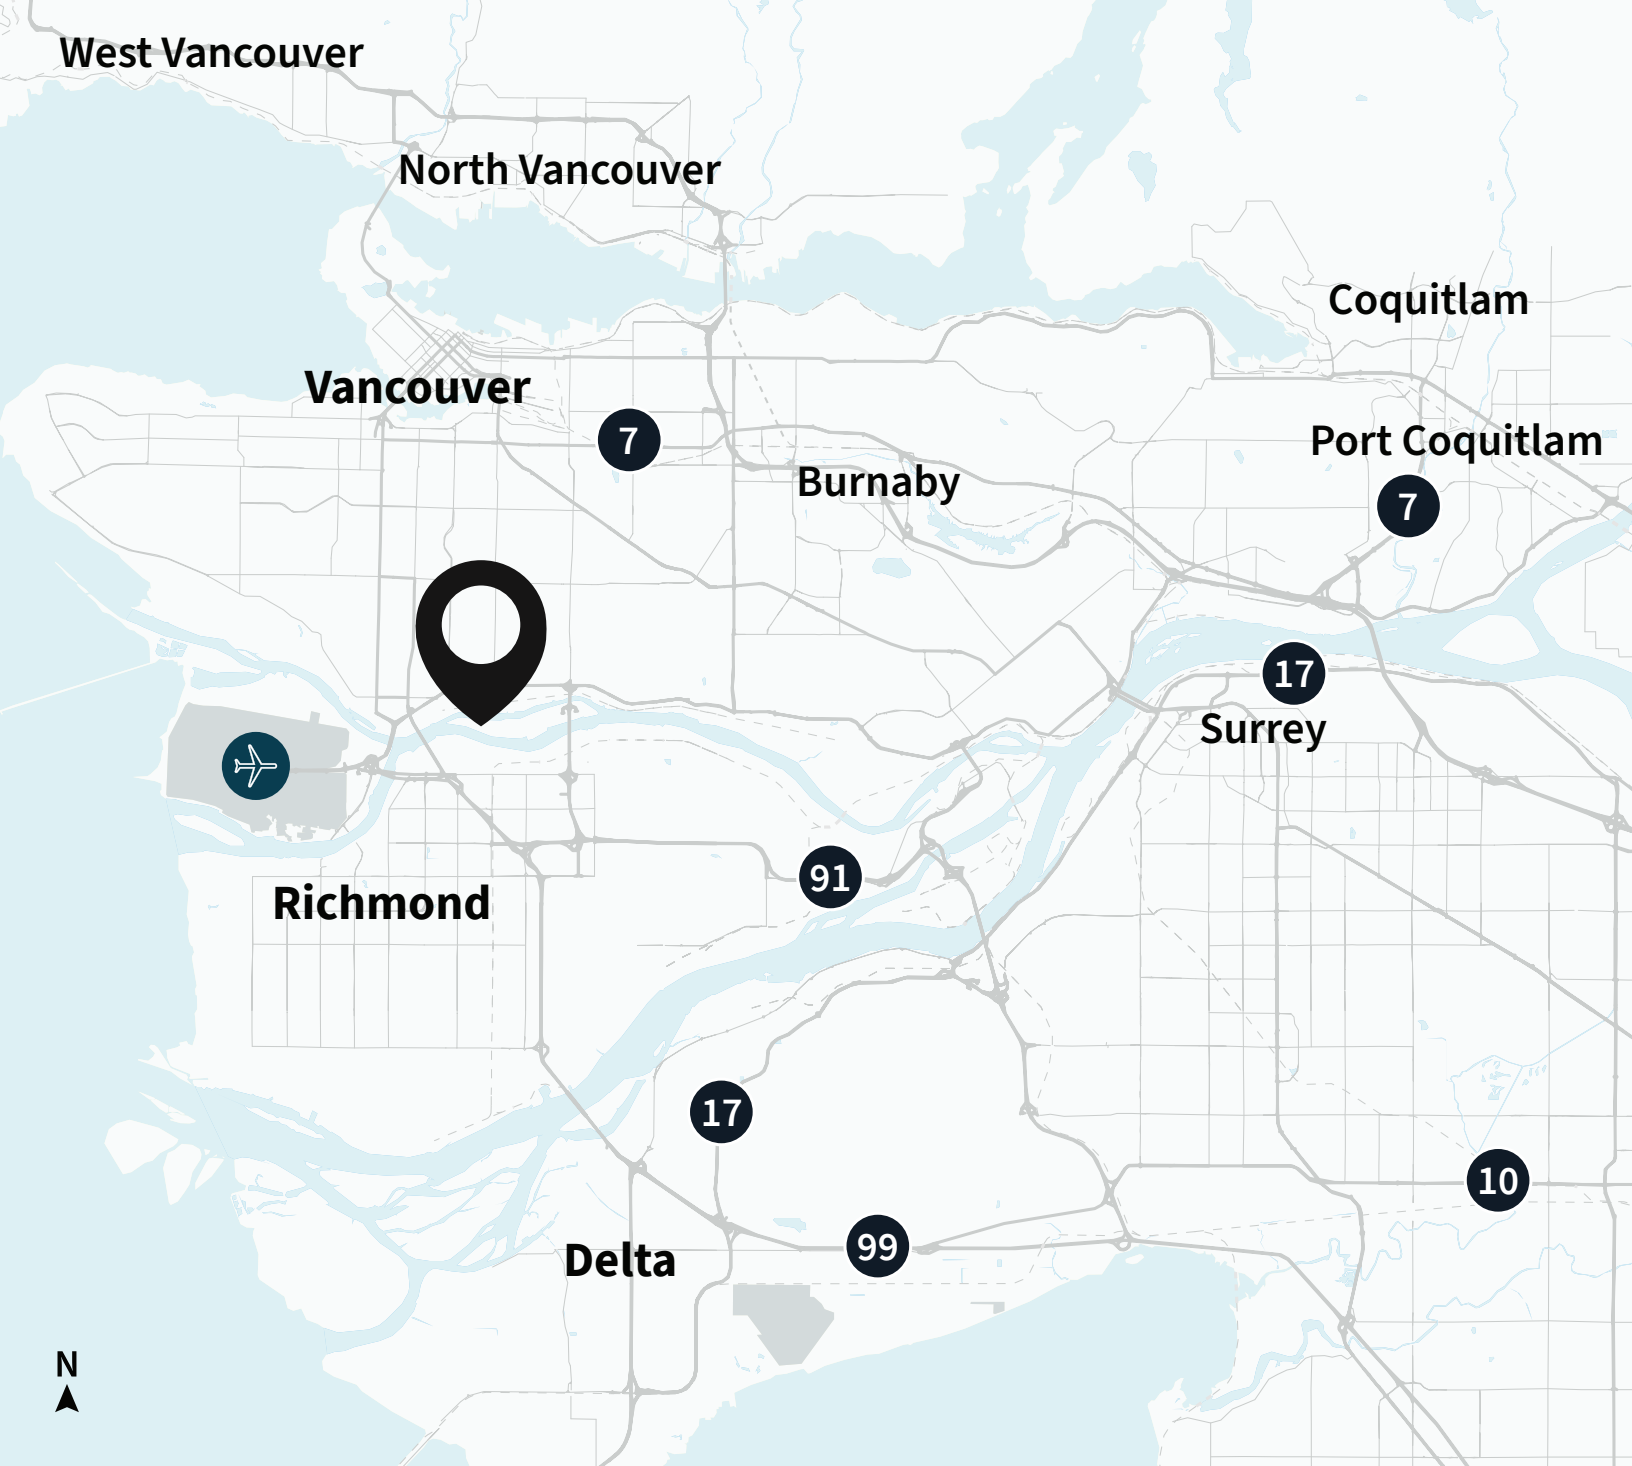 West Vancouver
North Vancouver
Coquitlam
Vancouver
7
Port Coquitlam
Burnaby
7
17
Surrey
91
Richmond
17
10
99
Delta
N